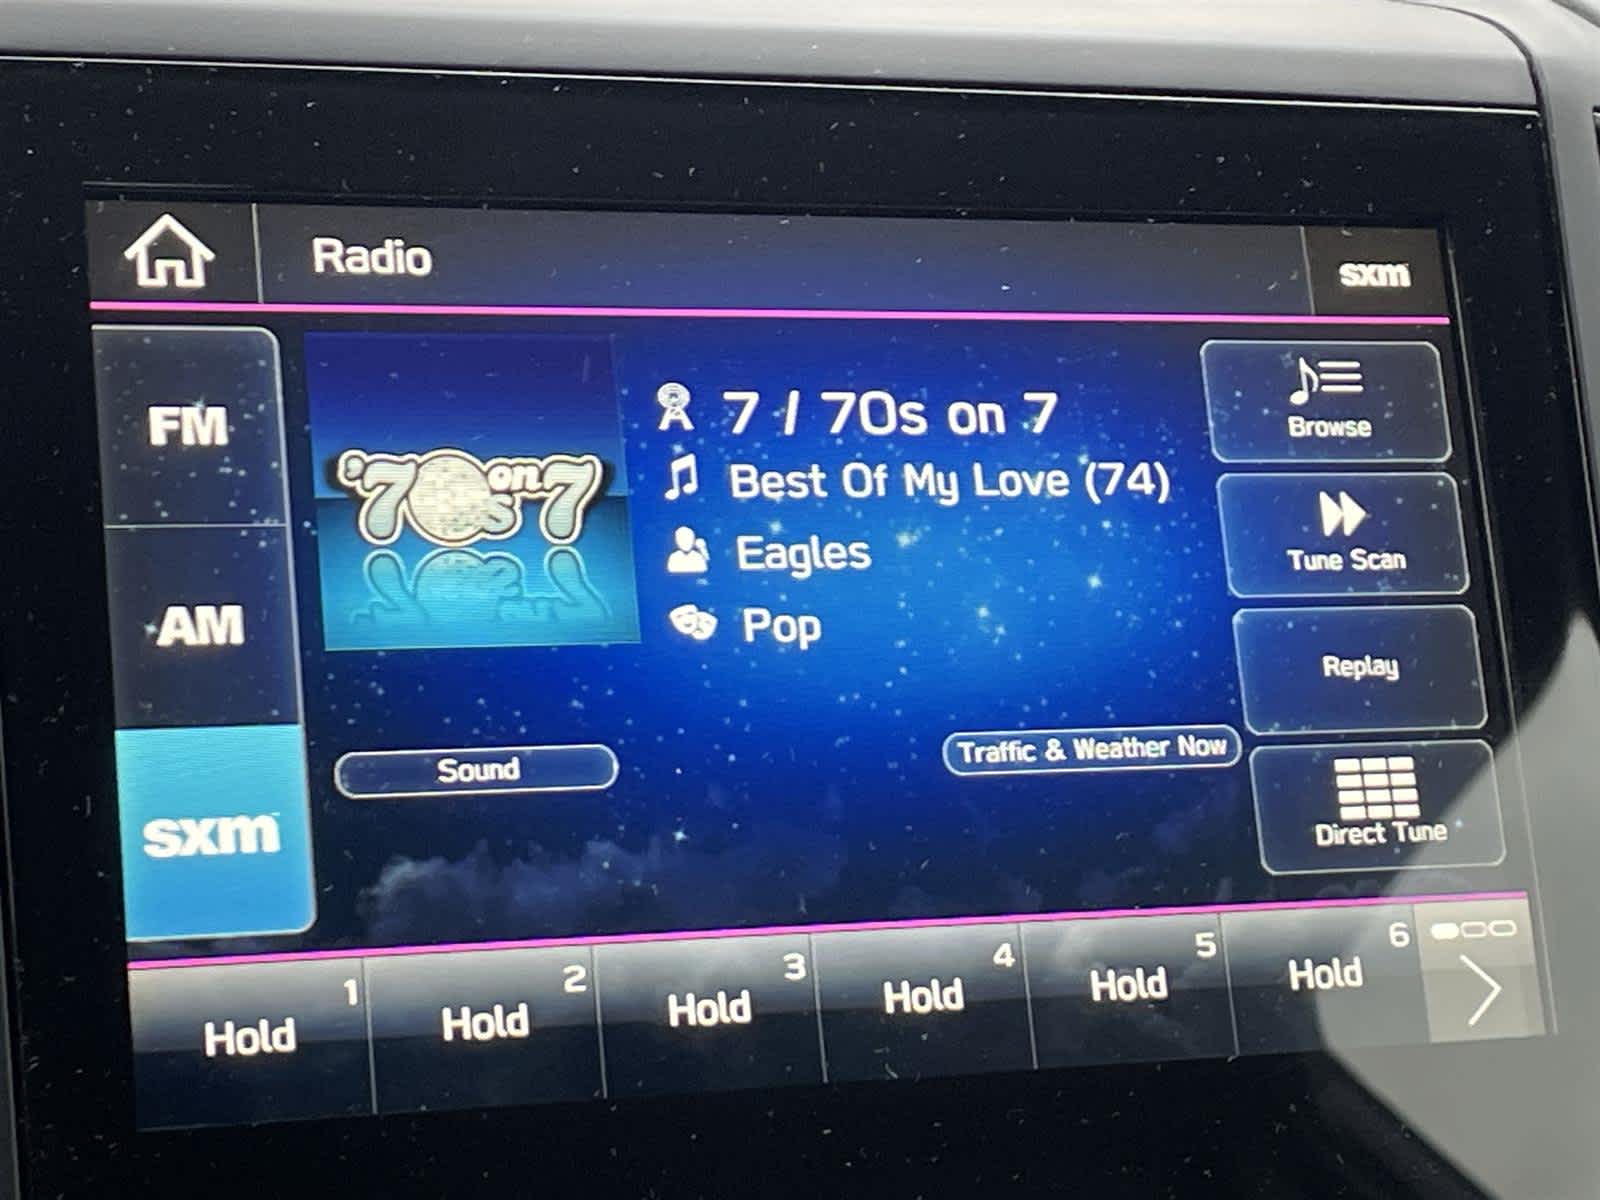 Radio
sxm
FM
AM
sxm
'70s on 7
7 / 70s on 7
Best Of My Love (74)
Eagles
Pop
Sound
Traffic & Weather Now
Browse
Tune Scan
Replay
Direct Tune
1
Hold
2
Hold
3
Hold
4
Hold
5
Hold
6
Hold